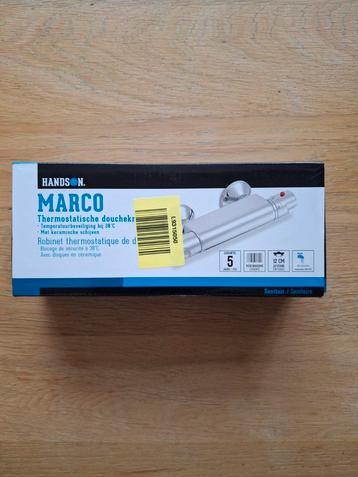 HANDSON.
MARCO
Thermostatische douchekr
- Temperatuurbeveiliging bij 38°C
- Met keramische schijven
Robinet thermostatique de d
Blocage de sécurité à 38°C
Avec disques en céramique
L9315050
5
12 CM
Sanitair / Sanitaire